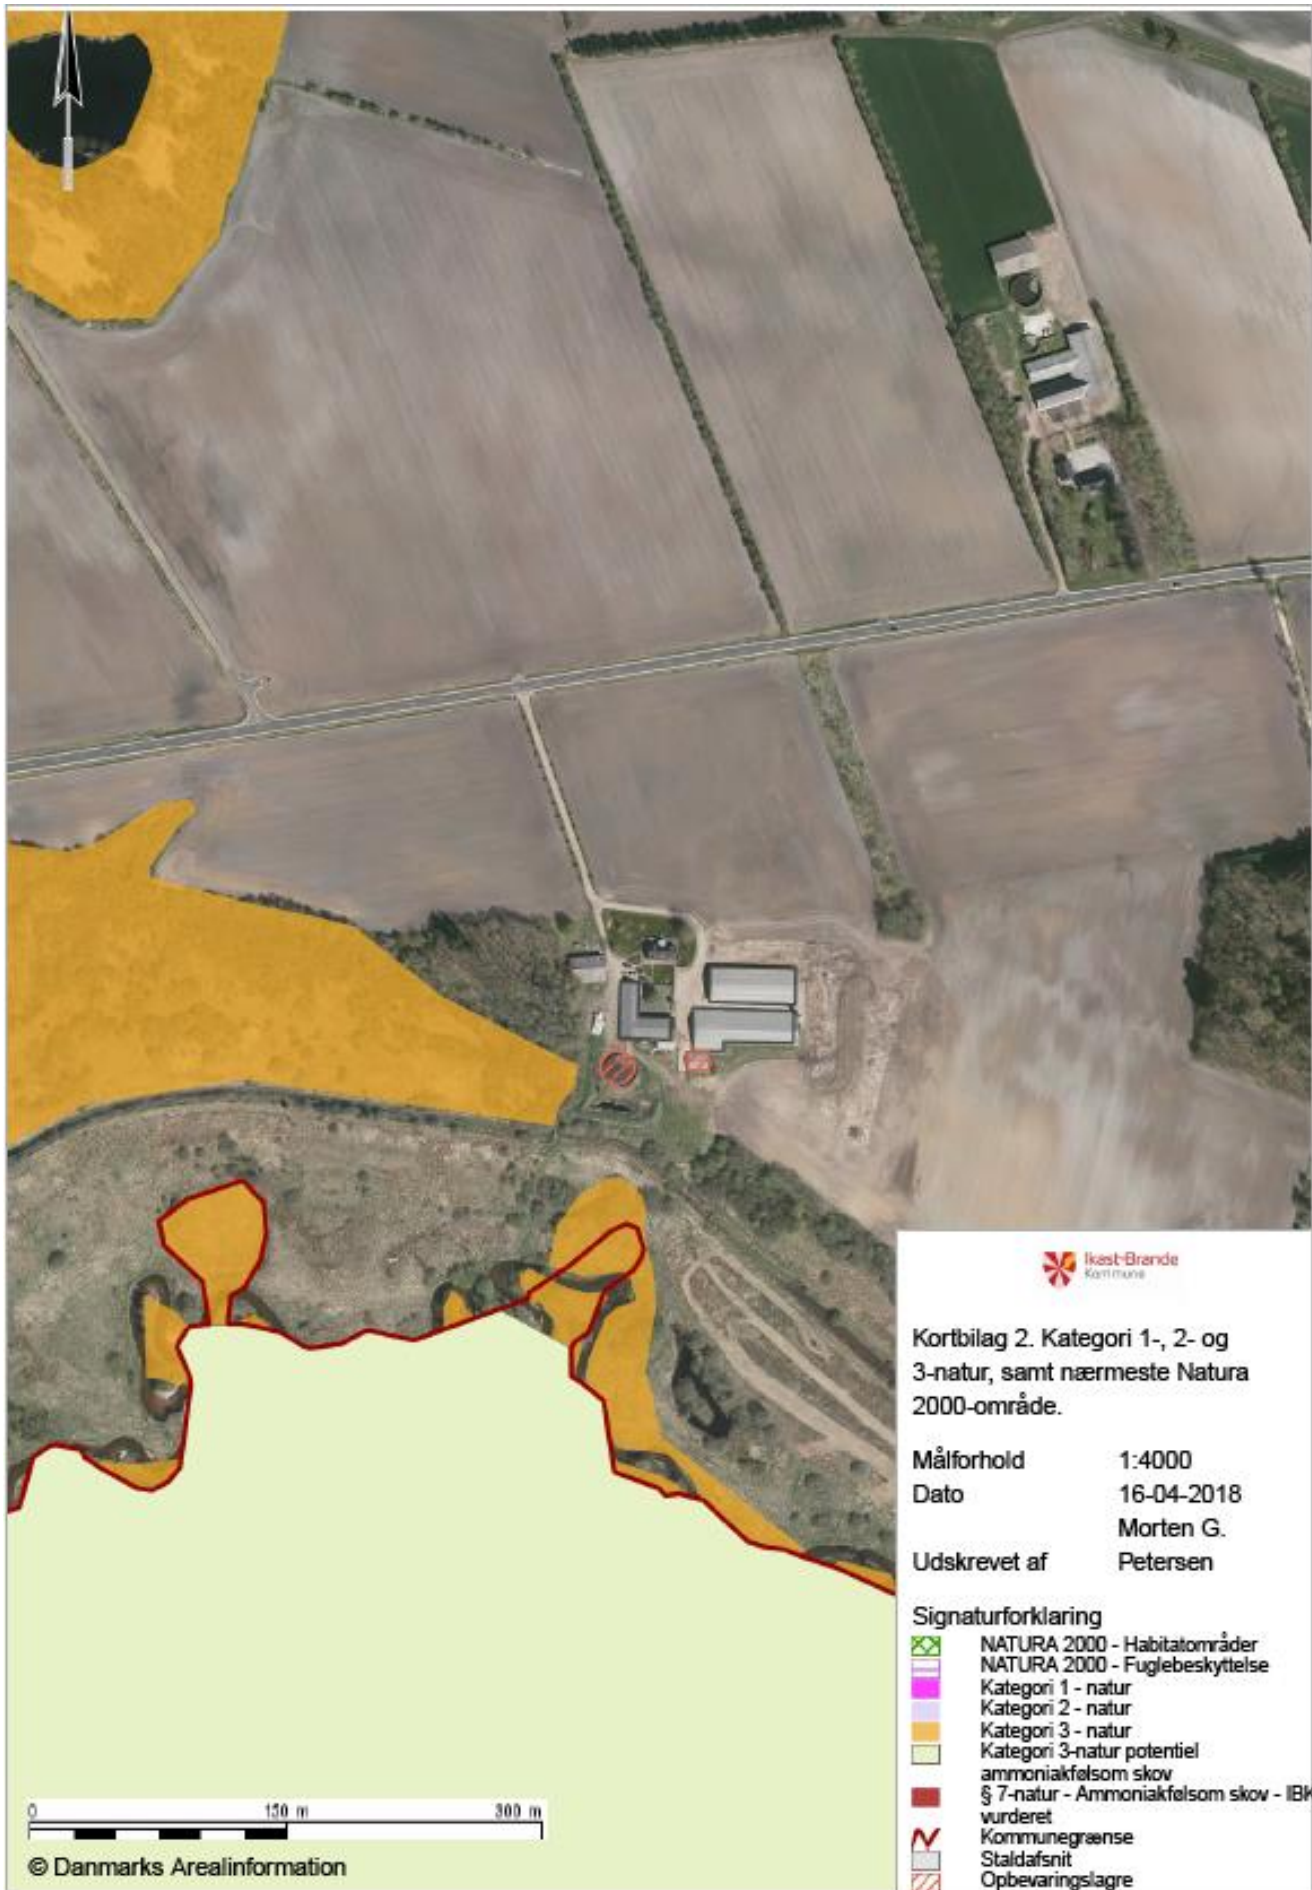 Ikast-Brande
Kommune
Kortbilag 2. Kategori 1-, 2- og
3-natur, samt nærmeste Natura
2000-område.
Målforhold 1:4000
Dato 16-04-2018
Morten G.
Udskrevet af Petersen
Signaturforklaring
NATURA 2000 - Habitatområder
NATURA 2000 - Fuglebeskyttelse
Kategori 1 - natur
Kategori 2 - natur
Kategori 3 - natur
Kategori 3-natur potentiel
ammoniakfølsom skov
§ 7-natur - Ammoniakfølsom skov - IBK
vurderet
Kommunegrænse
Staldafsnit
Opbevaringslagre
0 150 m 300 m
© Danmarks Arealinformation